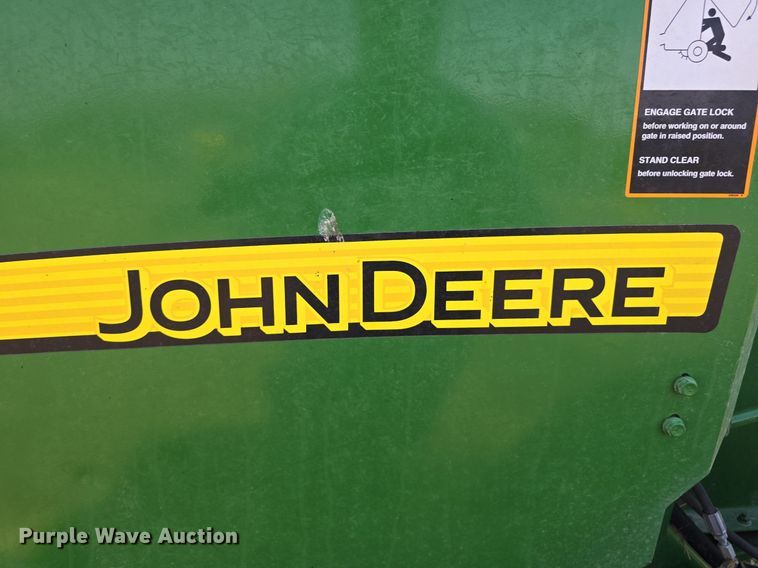 ENGAGE GATE LOCK
before working on or around
gate in raised position.
STAND CLEAR
before unlocking gate lock.
JOHN DEERE
Purple Wave Auction